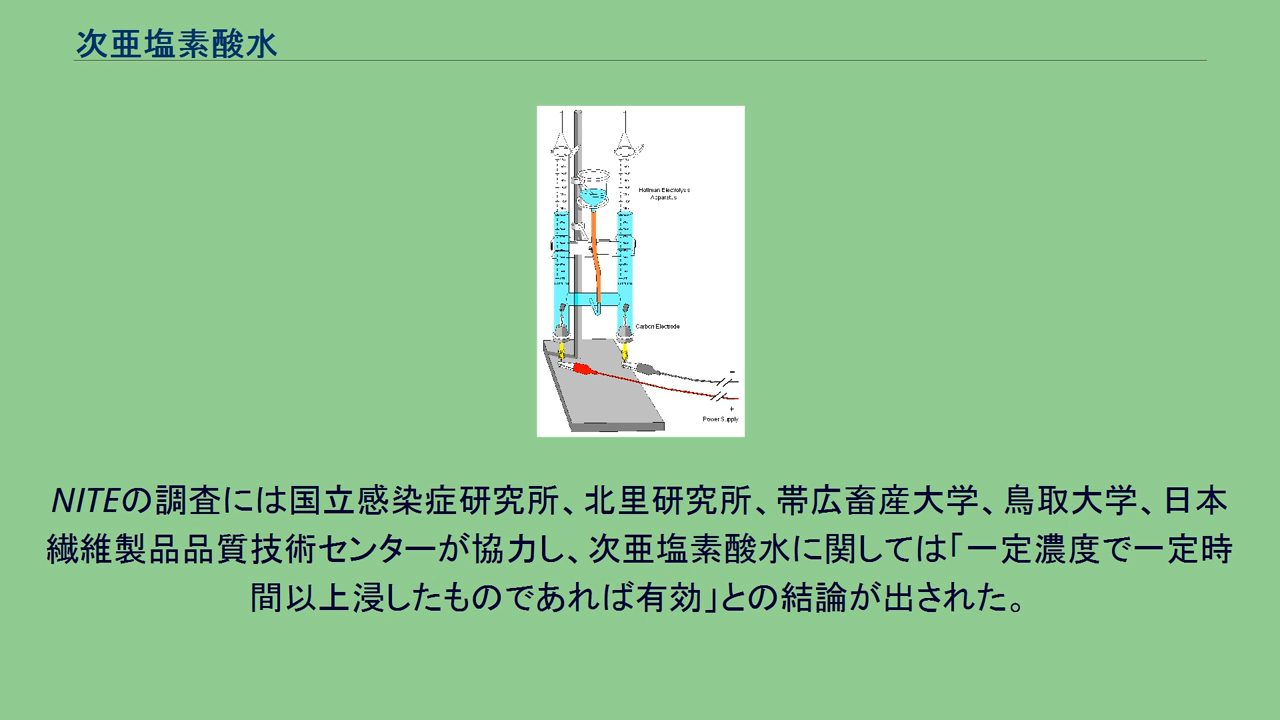 次亜塩素酸水
Hoffman Electrolysis
Apparatus
Carbon Electrode
−
+
Power Supply
NITEの調査には国立感染症研究所、北里研究所、帯広畜産大学、鳥取大学、日本
繊維製品品質技術センターが協力し、次亜塩素酸水に関しては「一定濃度で一定時
間以上浸したものであれば有効」との結論が出された。